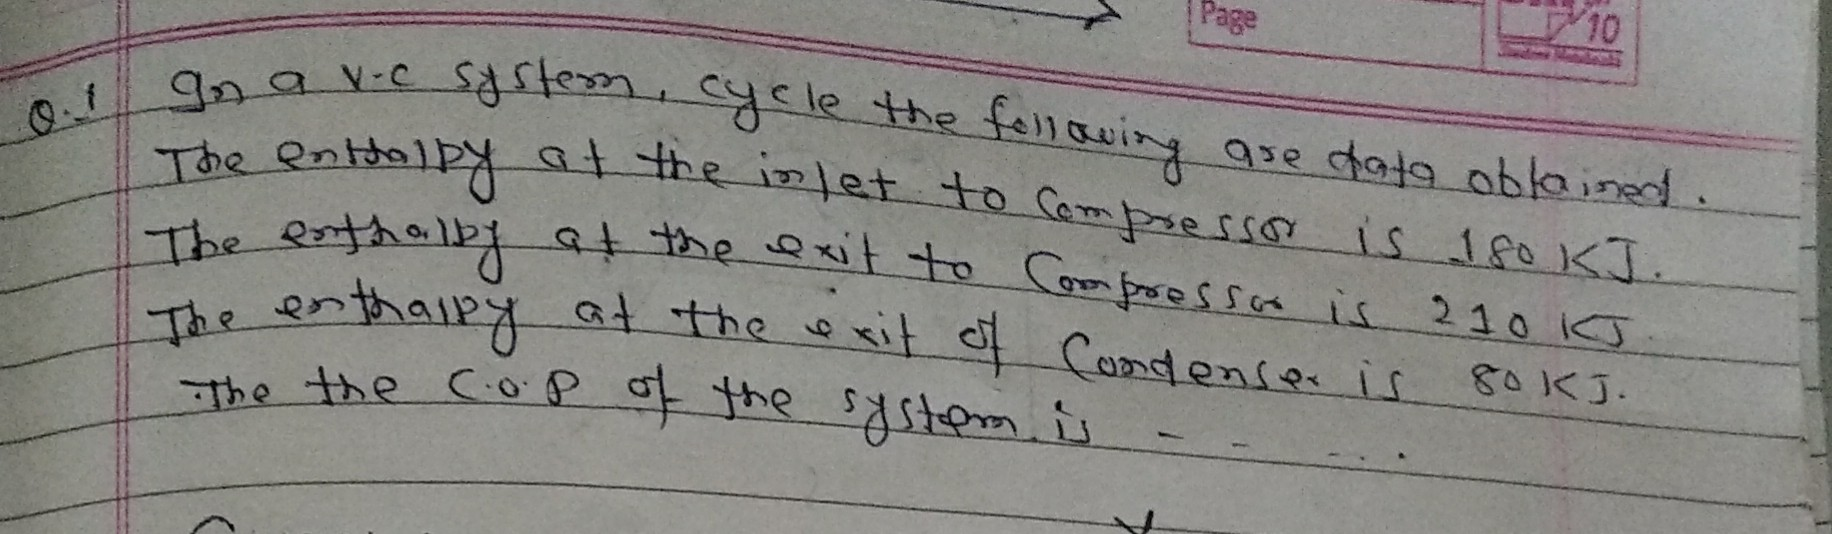 Page
10
Q.1 In a v.c system, cycle the following are data obtained.
The enthalpy at the inlet to compressor is 180 KJ.
The enthalpy at the exit to Compressor is 210 KJ
The enthalpy at the exit of Condenser is 80 KJ.
The the C.O.P of the system is - - ....